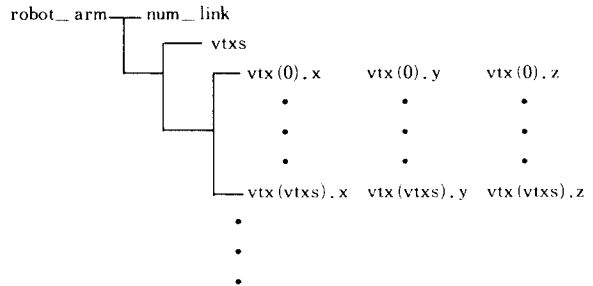 robot_arm num_link
vtxs
vtx(0).x vtx(0).y vtx(0).z
vtx(vtxs).x vtx(vtxs).y vtx(vtxs).z